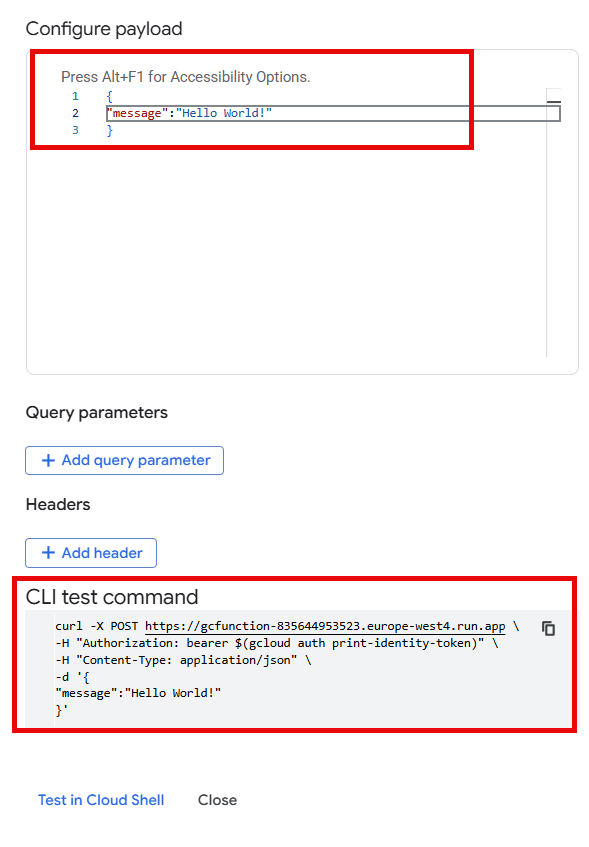 Configure payload
Press Alt+F1 for Accessibility Options.
1 {
2 "message":"Hello World!"
3 }
Query parameters
+ Add query parameter
Headers
+ Add header
CLI test command
curl -X POST https://gcfunction-835644953523.europe-west4.run.app \
-H "Authorization: bearer $(gcloud auth print-identity-token)" \
-H "Content-Type: application/json" \
-d '{
"message":"Hello World!"
}'
Test in Cloud Shell Close